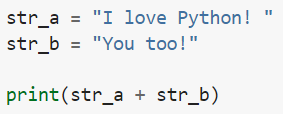 str_a = "I love Python! "
str_b = "You too!"
print(str_a + str_b)